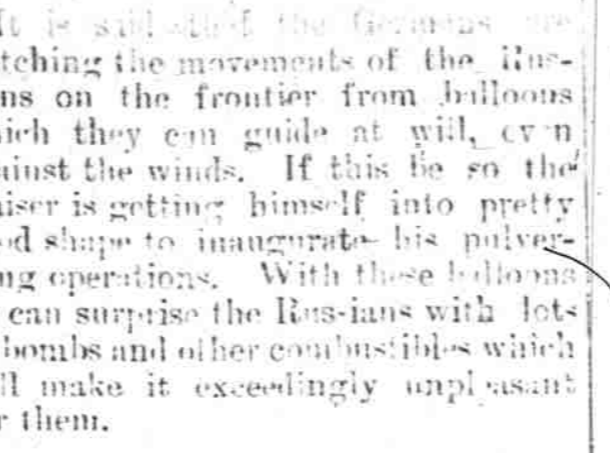 It is said that the Germans are
tching the movements of the Rus-
ns on the frontier from balloons
ich they can guide at will, even
ainst the winds. If this be so the
iser is getting himself into pretty
od shape to inaugurate his pulver-
ng operations. With these balloons
can surprise the Russians with lots
bombs and other combustibles which
ll make it exceedingly unpleasant
r them.